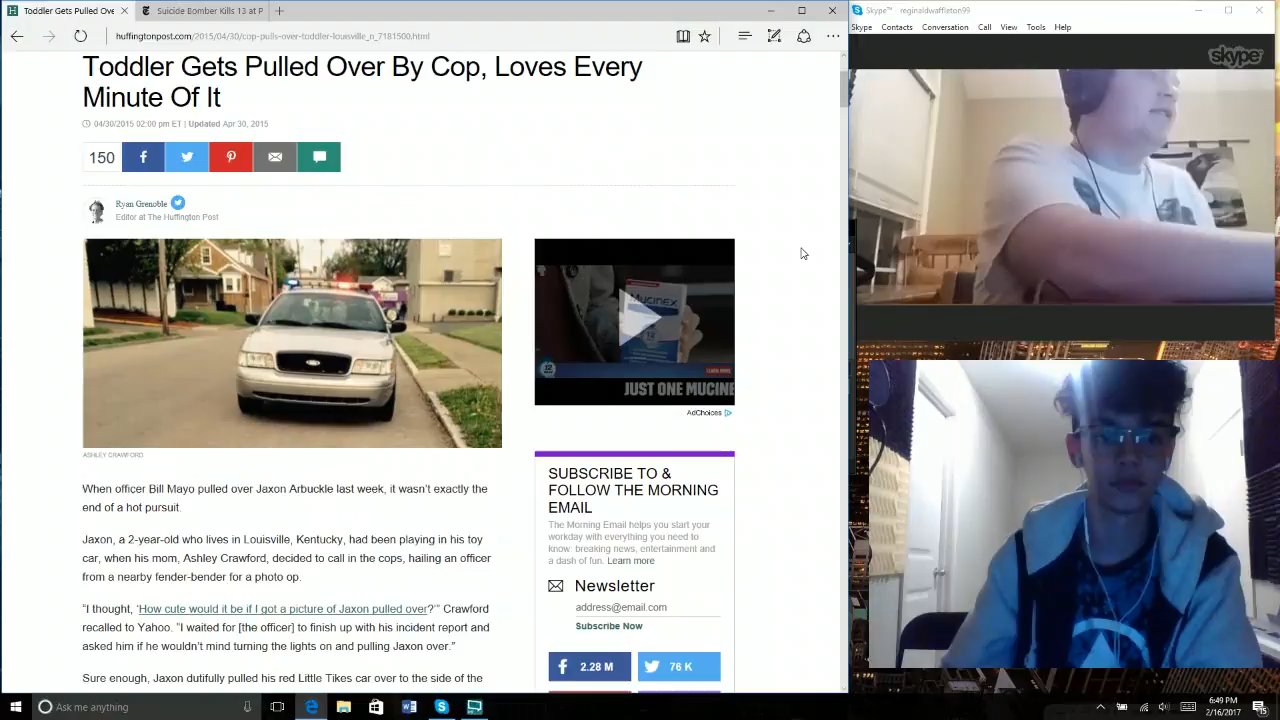 Toddler Gets Pulled Ove
Suicide Bomber Kills 13 at P
huffingtonpost.com/2015/04/30/cop-pulls-over-toddler-louisville_n_7181500.html
Toddler Gets Pulled Over By Cop, Loves Every
Minute Of It
04/30/2015 02:00 pm ET | Updated Apr 30, 2015
150
Ryan Grenoble
Editor at The Huffington Post
Mucinex
LEARN MORE
JUST ONE MUCINE
AdChoices
ASHLEY CRAWFORD
When officer Bill Mayo pulled over Jaxon Arbuckle last week, it wasn't exactly the
end of a hot pursuit.
Jaxon, a 2-year-old who lives in Louisville, Kentucky, had been playing in his toy
car, when his mom, Ashley Crawford, decided to call in the cops, hailing an officer
from a nearby fender-bender for a photo op.
"I thought, 'How cute would it be if I got a picture of Jaxon pulled over?'" Crawford
recalled to Yahoo. "I waited for [the officer] to finish up with his incident report and
asked him if he wouldn't mind turning the lights on and pulling Jaxon over."
Sure enough, Jaxon dutifully pulled his red Little Tikes car over to the side of the
SUBSCRIBE TO &
FOLLOW THE MORNING
EMAIL
The Morning Email helps you start your
workday with everything you need to
know: breaking news, entertainment and
a dash of fun. Learn more
Newsletter
address@email.com
Subscribe Now
2.28 M
76 K
Skype™ - reginaldwaffleton99
Skype Contacts Conversation Call View Tools Help
skype
Ask me anything
6:49 PM
2/16/2017
15